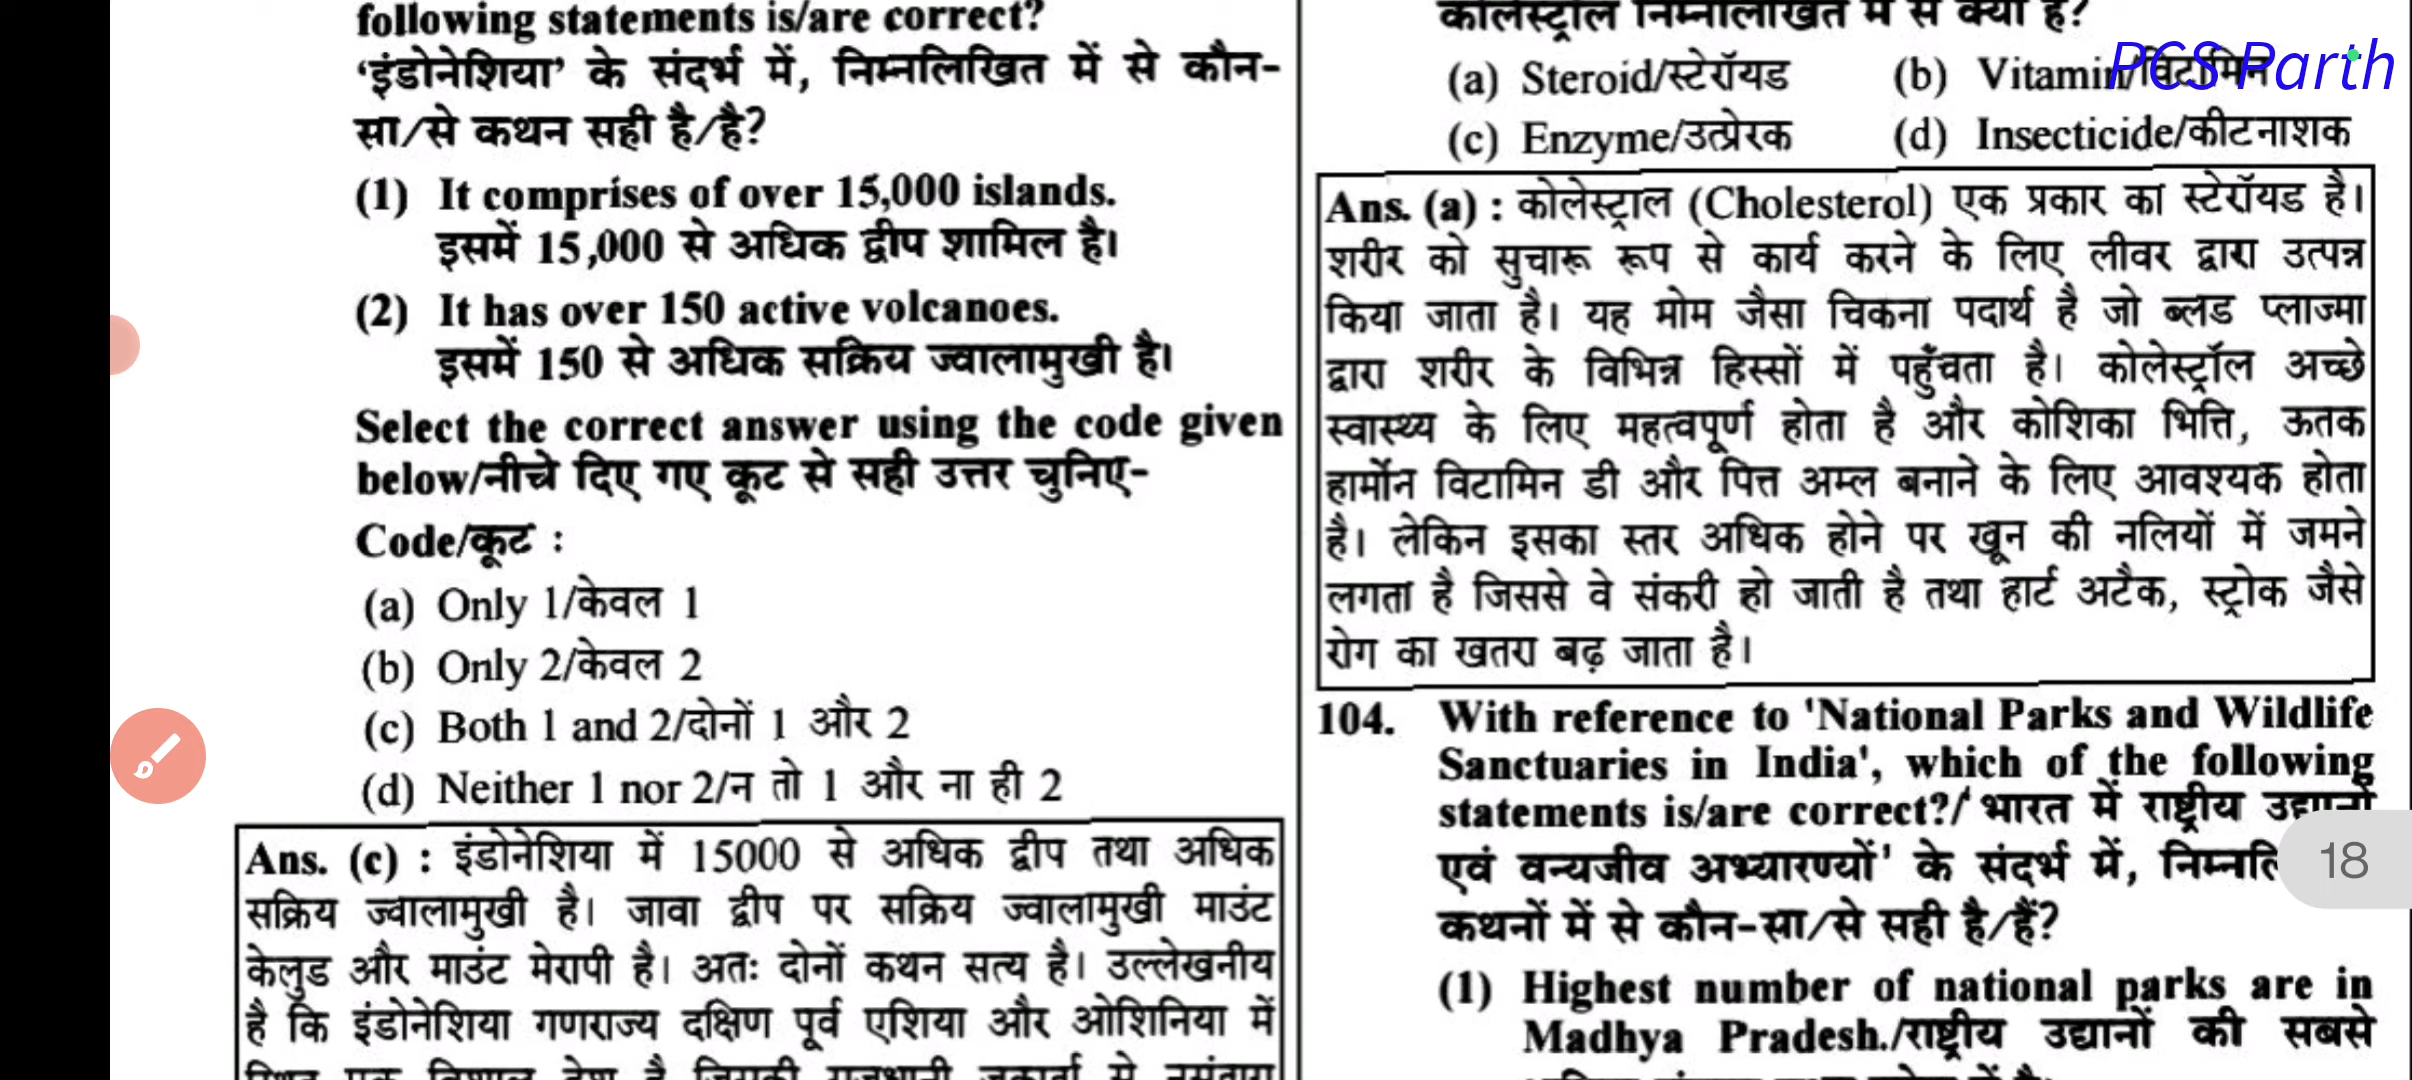 following statements is/are correct?
‘इंडोनेशिया’ के संदर्भ में, निम्नलिखित में से कौन-
सा/से कथन सही है/है?
(1) It comprises of over 15,000 islands.
इसमें 15,000 से अधिक द्वीप शामिल है।
(2) It has over 150 active volcanoes.
इसमें 150 से अधिक सक्रिय ज्वालामुखी है।
Select the correct answer using the code given
below/नीचे दिए गए कूट से सही उत्तर चुनिए-
Code/कूट :
(a) Only 1/केवल 1
(b) Only 2/केवल 2
(c) Both 1 and 2/दोनों 1 और 2
(d) Neither 1 nor 2/न तो 1 और ना ही 2
Ans. (c) : इंडोनेशिया में 15000 से अधिक द्वीप तथा अधिक
सक्रिय ज्वालामुखी है। जावा द्वीप पर सक्रिय ज्वालामुखी माउंट
केलुड और माउंट मेरापी है। अतः दोनों कथन सत्य है। उल्लेखनीय
है कि इंडोनेशिया गणराज्य दक्षिण पूर्व एशिया और ओशिनिया में
कोलेस्ट्रॉल निम्नलिखित में से क्या है?
(a) Steroid/स्टेरॉयड (b) Vitamin/विटामिन
PCS Parth
(c) Enzyme/उत्प्रेरक (d) Insecticide/कीटनाशक
Ans. (a) : कोलेस्ट्राल (Cholesterol) एक प्रकार का स्टेरॉयड है।
शरीर को सुचारू रूप से कार्य करने के लिए लीवर द्वारा उत्पन्न
किया जाता है। यह मोम जैसा चिकना पदार्थ है जो ब्लड प्लाज्मा
द्वारा शरीर के विभिन्न हिस्सों में पहुँचता है। कोलेस्ट्रॉल अच्छे
स्वास्थ्य के लिए महत्वपूर्ण होता है और कोशिका भित्ति, ऊतक
हार्मोन विटामिन डी और पित्त अम्ल बनाने के लिए आवश्यक होता
है। लेकिन इसका स्तर अधिक होने पर खून की नलियों में जमने
लगता है जिससे वे संकरी हो जाती है तथा हार्ट अटैक, स्ट्रोक जैसे
रोग का खतरा बढ़ जाता है।
104. With reference to 'National Parks and Wildlife
Sanctuaries in India', which of the following
statements is/are correct?/' भारत में राष्ट्रीय
एवं वन्यजीव अभ्यारण्यों' के संदर्भ में,
18
कथनों में से कौन-सा/से सही है/हैं?
(1) Highest number of national parks are in
Madhya Pradesh./राष्ट्रीय उद्यानों की सबसे